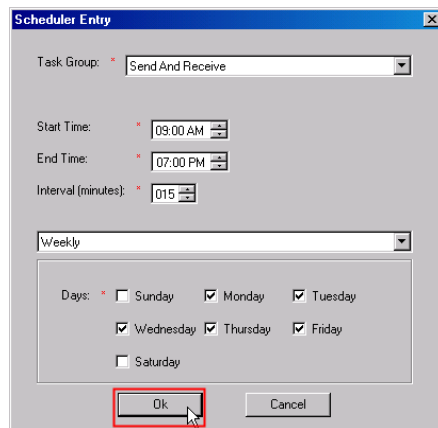 Scheduler Entry
Task Group: * Send And Receive
Start Time: * 09:00 AM
End Time: * 07:00 PM
Interval (minutes): * 015
Weekly
Days: * Sunday Monday Tuesday
Wednesday Thursday Friday
Saturday
Ok Cancel